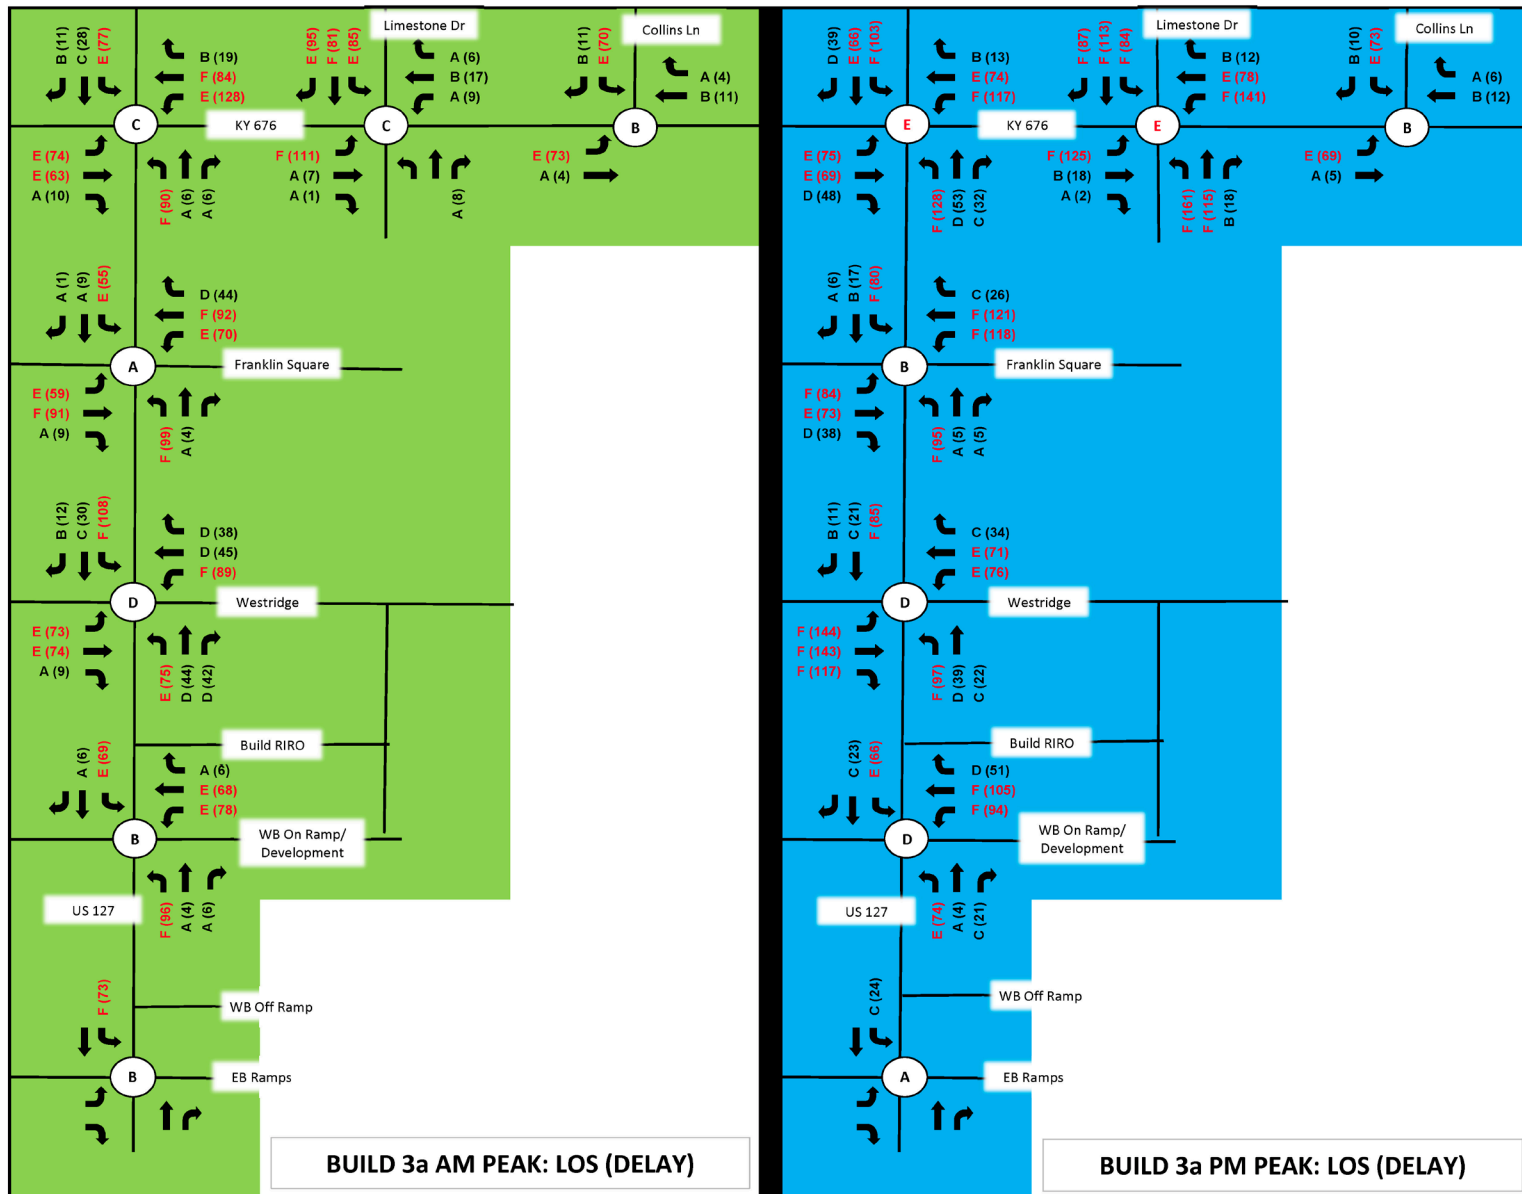 Limestone Dr
Collins Ln
B (11)
C (28)
E (77)
B (19)
F (84)
E (128)
E (95)
F (81)
E (85)
A (6)
B (17)
A (9)
B (11)
E (70)
A (4)
B (11)
C
KY 676
C
B
E (74)
E (63)
A (10)
F (90)
A (6)
A (6)
F (111)
A (7)
A (1)
A (8)
E (73)
A (4)
A (1)
A (9)
E (55)
D (44)
F (92)
E (70)
A
Franklin Square
E (59)
F (91)
A (9)
F (99)
A (4)
B (12)
C (30)
F (108)
D (38)
D (45)
F (89)
D
Westridge
E (73)
E (74)
A (9)
E (75)
D (44)
D (42)
Build RIRO
A (6)
E (69)
A (6)
E (68)
E (78)
B
WB On Ramp/
Development
US 127
F (96)
A (4)
A (6)
F (73)
WB Off Ramp
B
EB Ramps
BUILD 3a AM PEAK: LOS (DELAY)
Limestone Dr
Collins Ln
D (39)
E (66)
F (103)
B (13)
E (74)
F (117)
F (87)
F (113)
F (84)
B (12)
E (78)
F (141)
B (10)
E (73)
A (6)
B (12)
E
KY 676
E
B
E (75)
E (69)
D (48)
F (128)
D (53)
C (32)
F (125)
B (18)
A (2)
F (161)
F (115)
B (18)
E (69)
A (5)
A (6)
B (17)
F (80)
C (26)
F (121)
F (118)
B
Franklin Square
F (84)
E (73)
D (38)
F (95)
A (5)
A (5)
B (11)
C (21)
F (85)
C (34)
E (71)
E (76)
D
Westridge
F (144)
F (143)
F (117)
F (97)
D (39)
C (22)
Build RIRO
C (23)
E (66)
D (51)
F (105)
F (94)
D
WB On Ramp/
Development
US 127
E (74)
A (4)
C (21)
C (24)
WB Off Ramp
A
EB Ramps
BUILD 3a PM PEAK: LOS (DELAY)